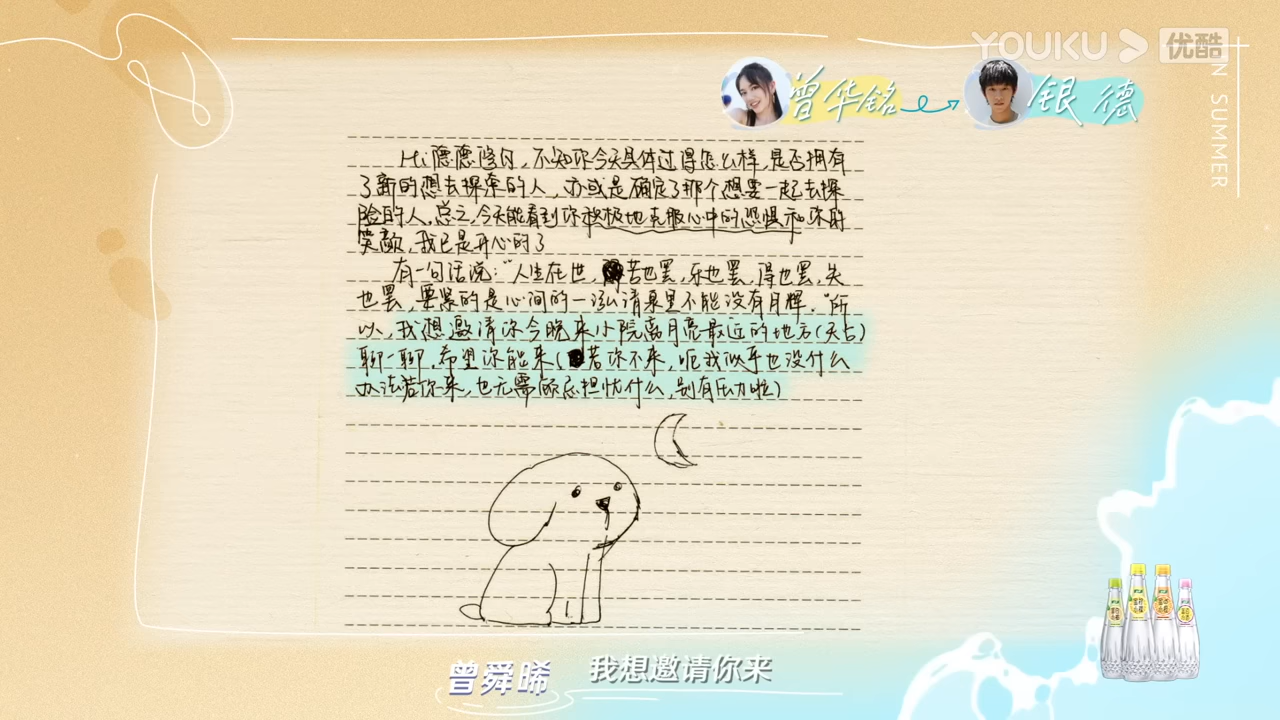 YOUKU 优酷
曾华铭
银德
IN SUMMER
Hi 德德你好,不知你今天具体过得怎么样,是否拥有
了新的想去探索的人,亦或是确定了那个想要一起去探
险的人,总之,今天能看到你积极地克服心中的恐惧和你的
笑颜,我已是开心的了
有一句话说:“人生在世,苦也罢,乐也罢,得也罢,失
也罢,要紧的是心间的一泓清泉里不能没有月辉。”所
以,我想邀请你今晚来小院离月亮最近的地方(天台)
聊一聊,希望你能来(若你不来,呃我似乎也没什么
办法若你来,也无需顾忌担忧什么,别有压力啦)
曾舜晞
我想邀请你来